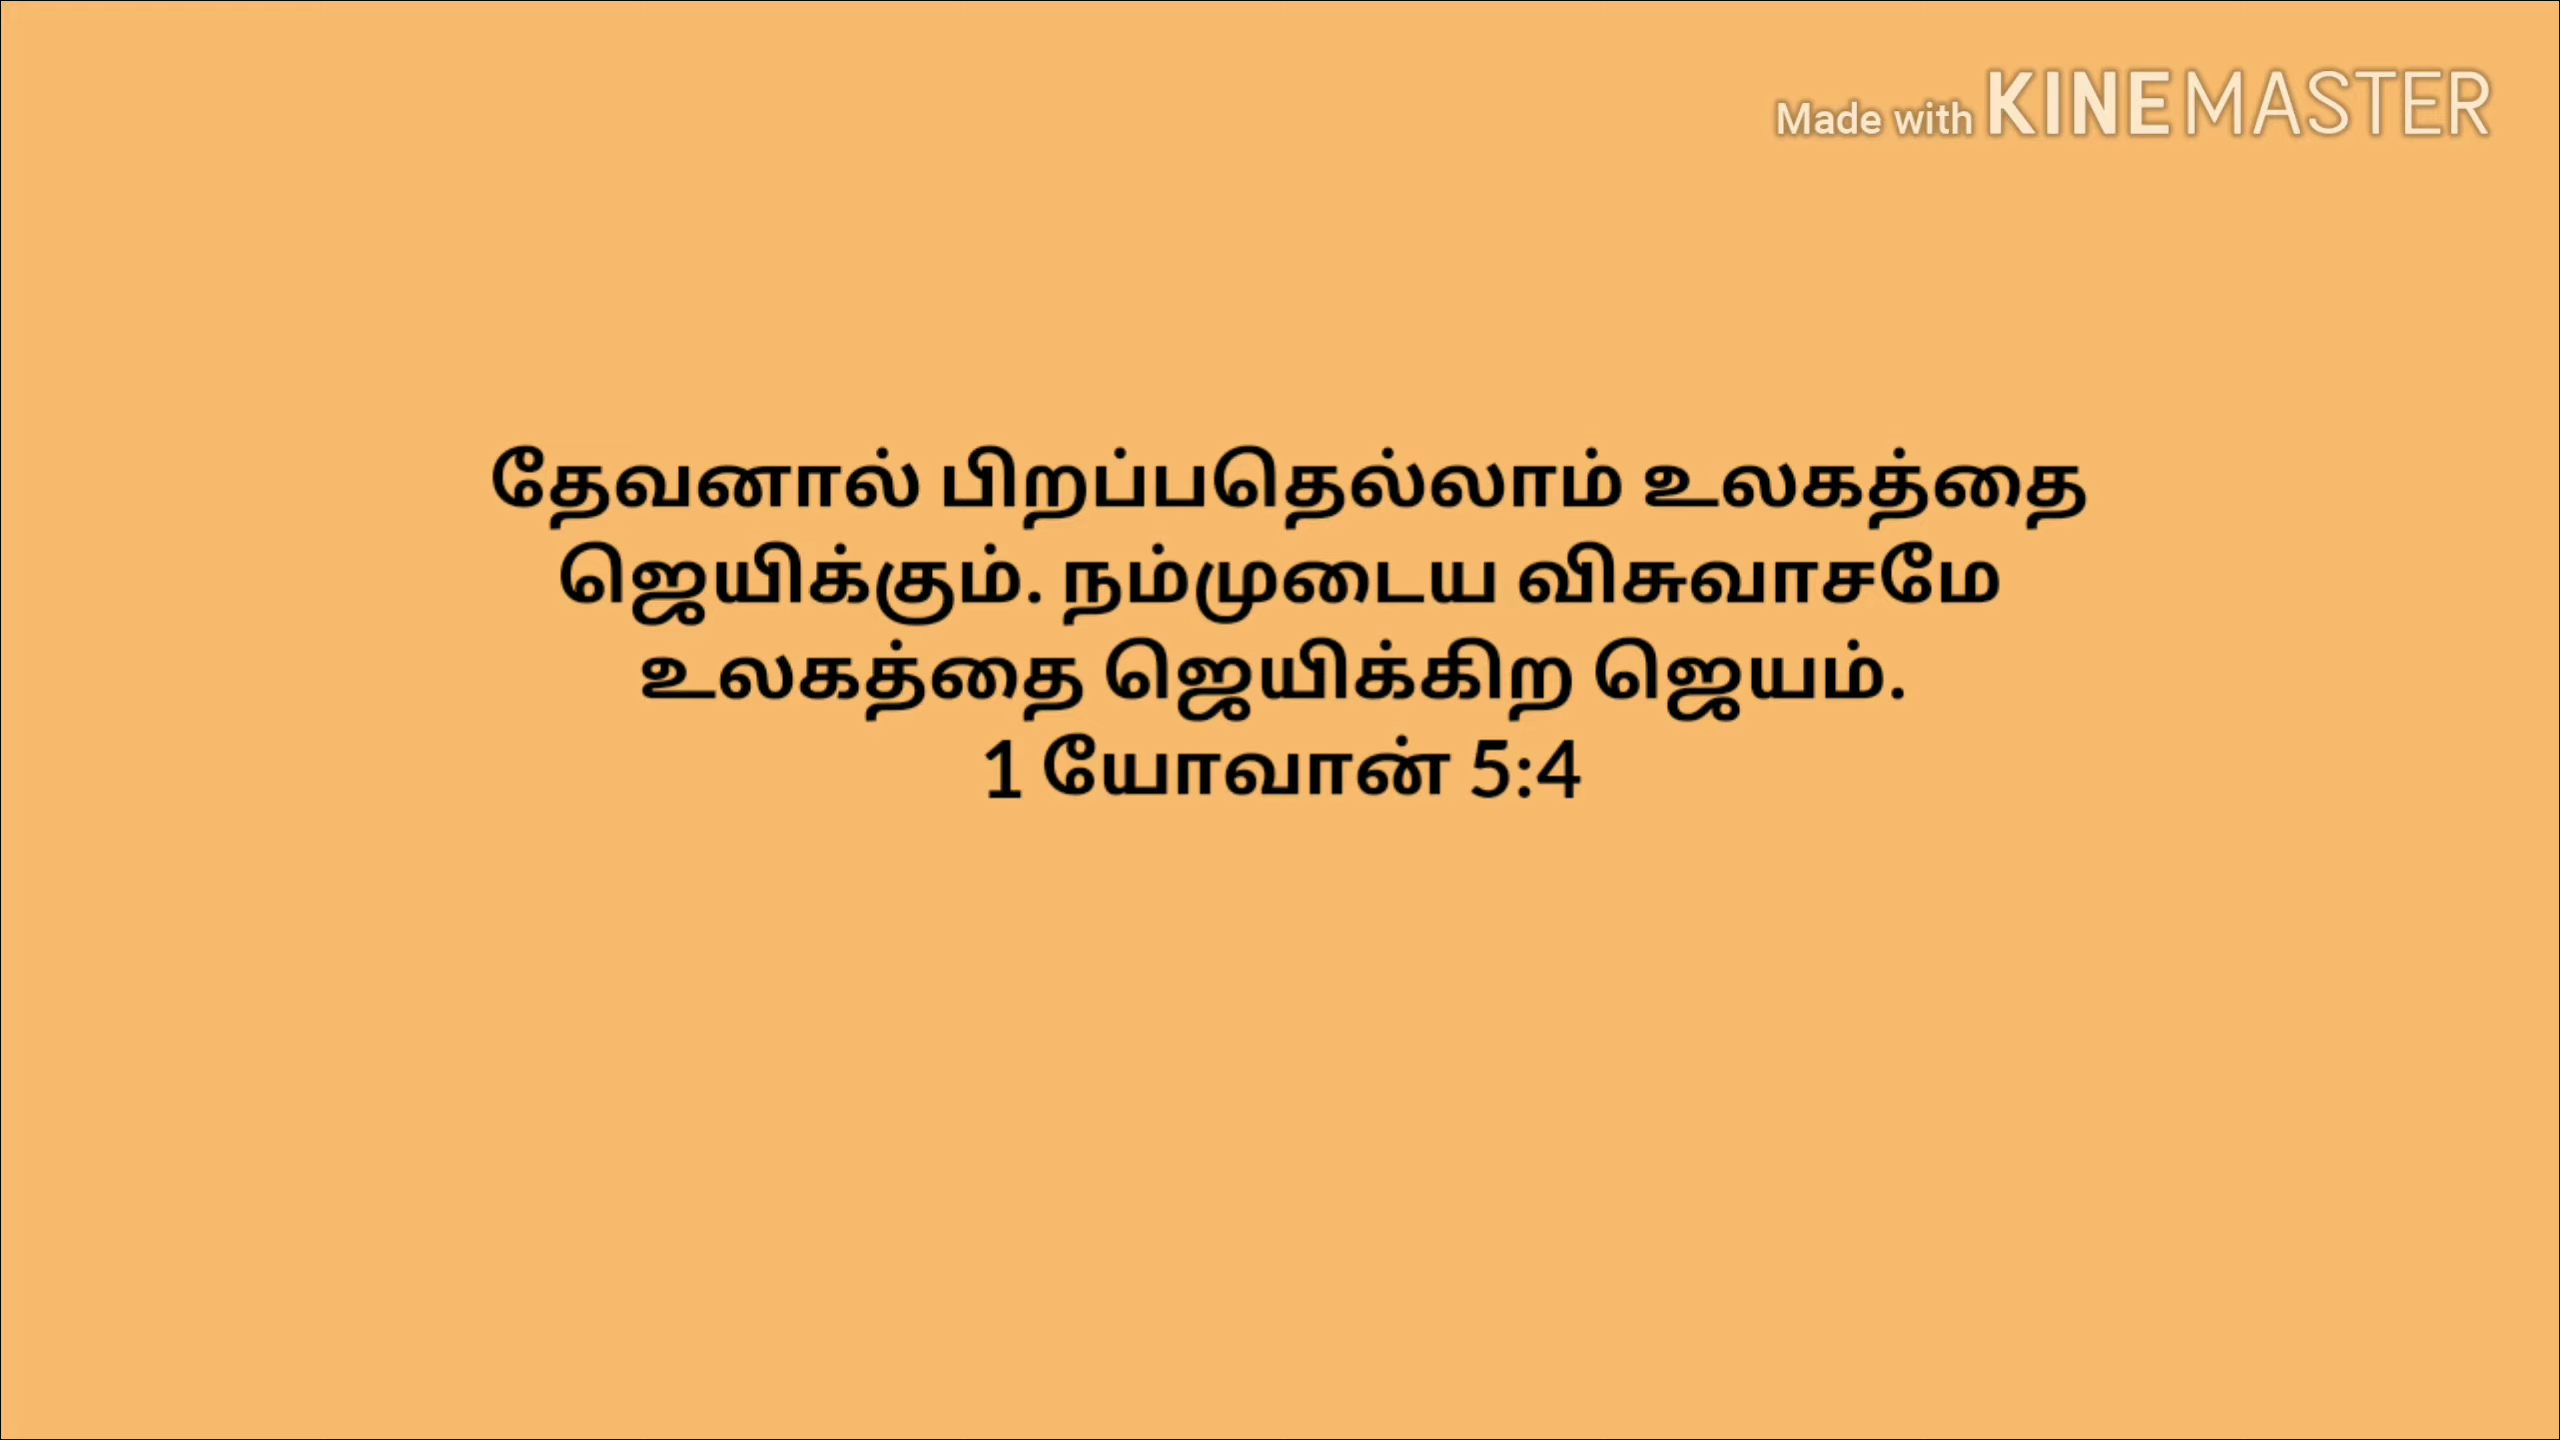 Made with KINEMASTER
தேவனால் பிறப்பதெல்லாம் உலகத்தை
ஜெயிக்கும். நம்முடைய விசுவாசமே
உலகத்தை ஜெயிக்கிற ஜெயம்.
1 யோவான் 5:4